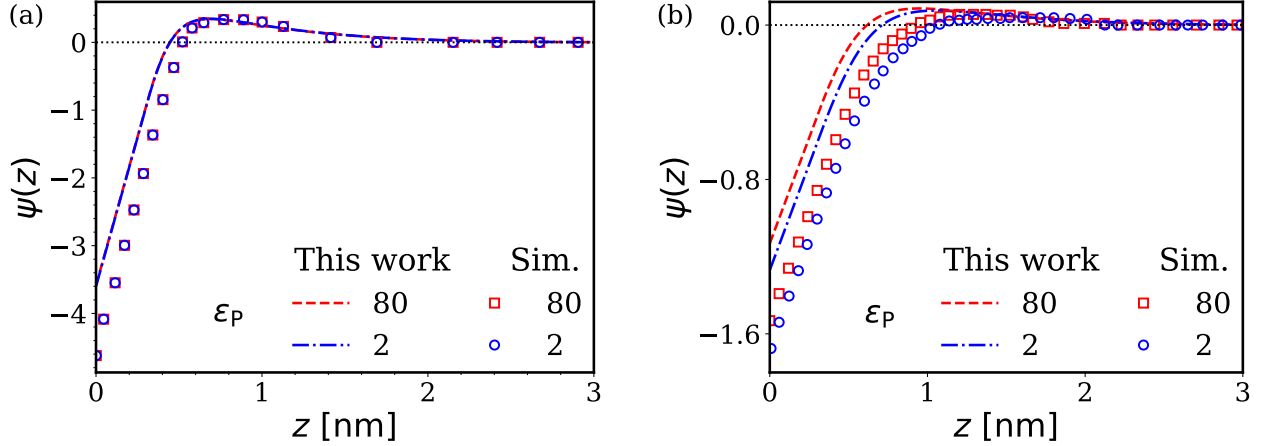 (a)
ψ(z)
0
−1
−2
−3
−4
This work Sim.
80 80
εP
2 2
0 1 2 3
z [nm]
(b)
ψ(z)
0.0
−0.8
−1.6
This work Sim.
80 80
εP
2 2
0 1 2 3
z [nm]